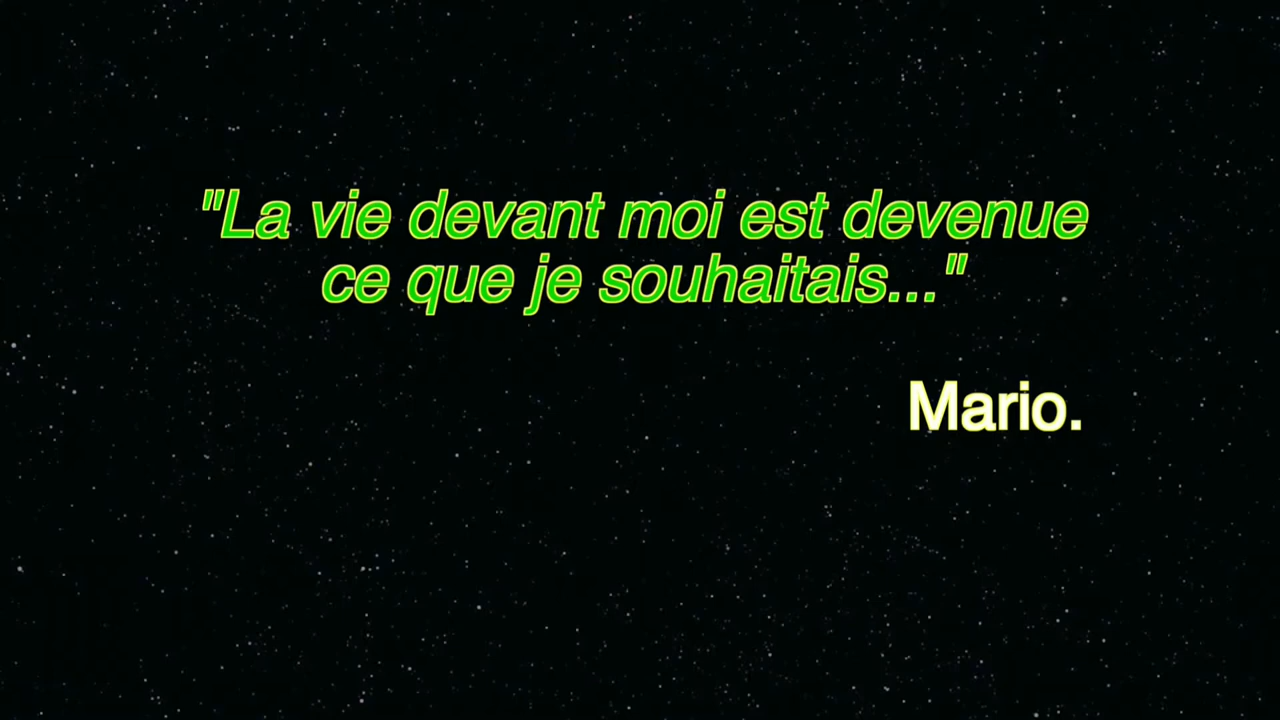 "La vie devant moi est devenue
ce que je souhaitais..."
Mario.